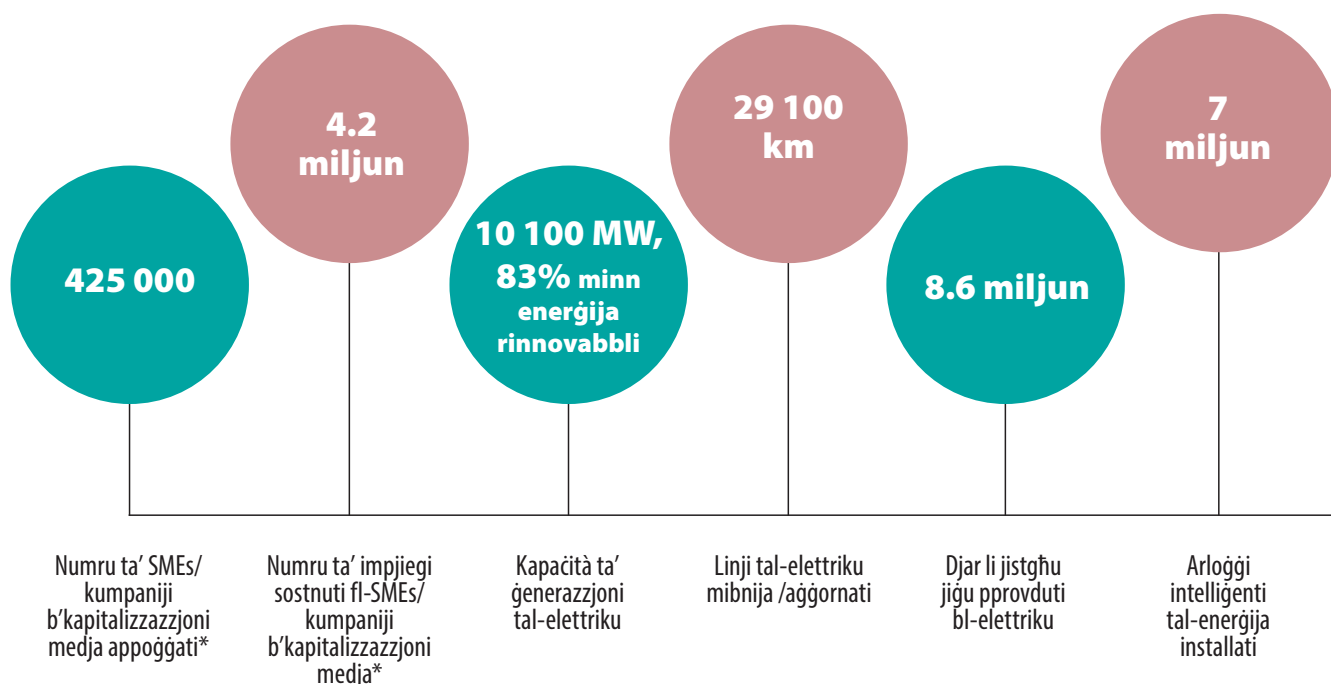 425 000
Numru ta’ SMEs/
kumpaniji
b’kapitalizzazzjoni
medja appoġġati*
4.2
miljun
Numru ta’ impjiegi
sostnuti fl-SMEs/
kumpaniji
b’kapitalizzazzjoni
medja*
10 100 MW,
83% minn
enerġija
rinnovabbli
Kapaċità ta’
ġenerazzjoni
tal-elettriku
29 100
km
Linji tal-elettriku
mibnija /aġġornati
8.6 miljun
Djar li jistgħu
jiġu pprovduti
bl-elettriku
7
miljun
Arloġġi
intelliġenti
tal-enerġija
installati